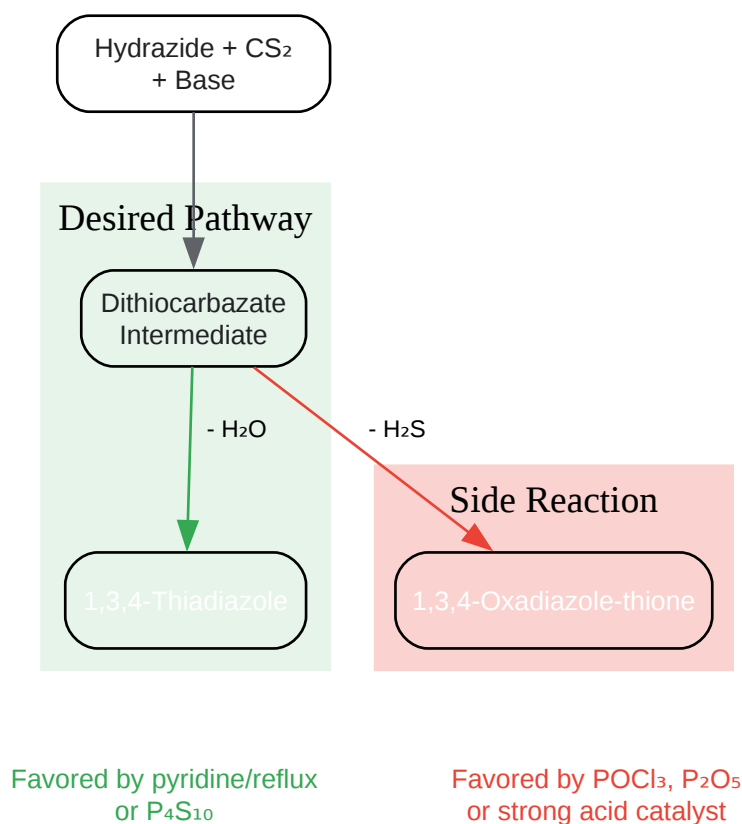 Hydrazide + CS₂
+ Base
Desired Pathway
Dithiocarbazate
Intermediate
- H₂O
- H₂S
Side Reaction
1,3,4-Thiadiazole
1,3,4-Oxadiazole-thione
Favored by pyridine/reflux
or P₄S₁₀
Favored by POCl₃, P₂O₅
or strong acid catalyst